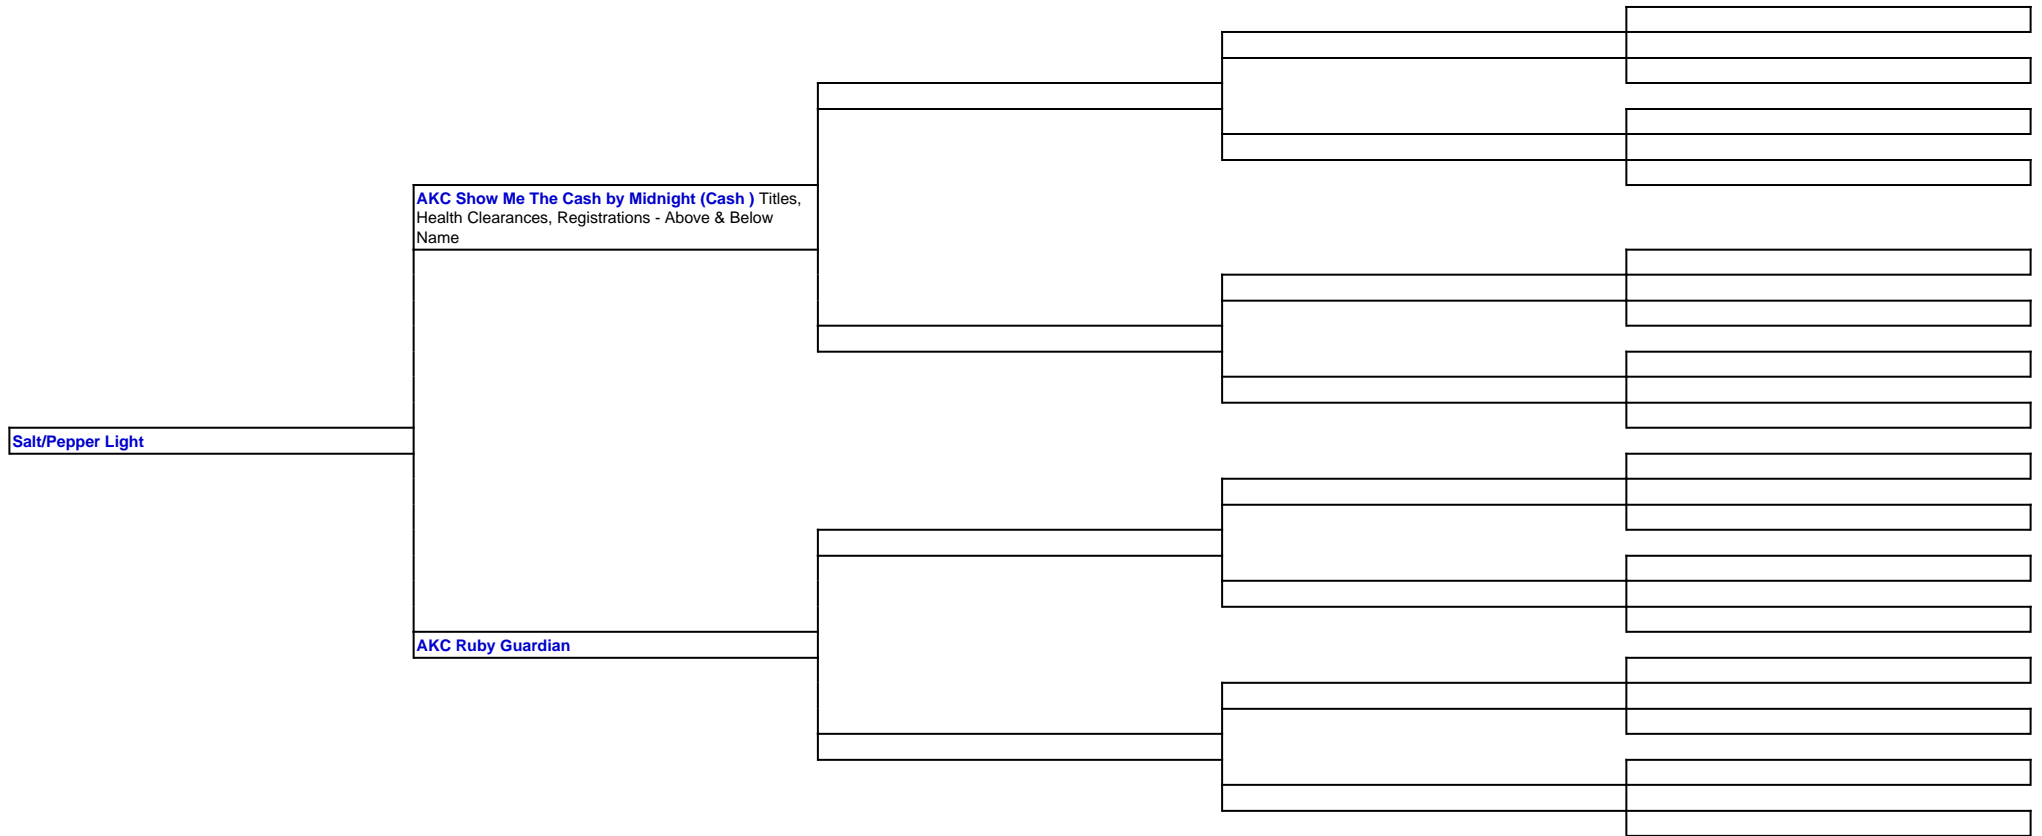 AKC Show Me The Cash by Midnight (Cash ) Titles,
Health Clearances, Registrations - Above & Below
Name
Salt/Pepper Light
AKC Ruby Guardian